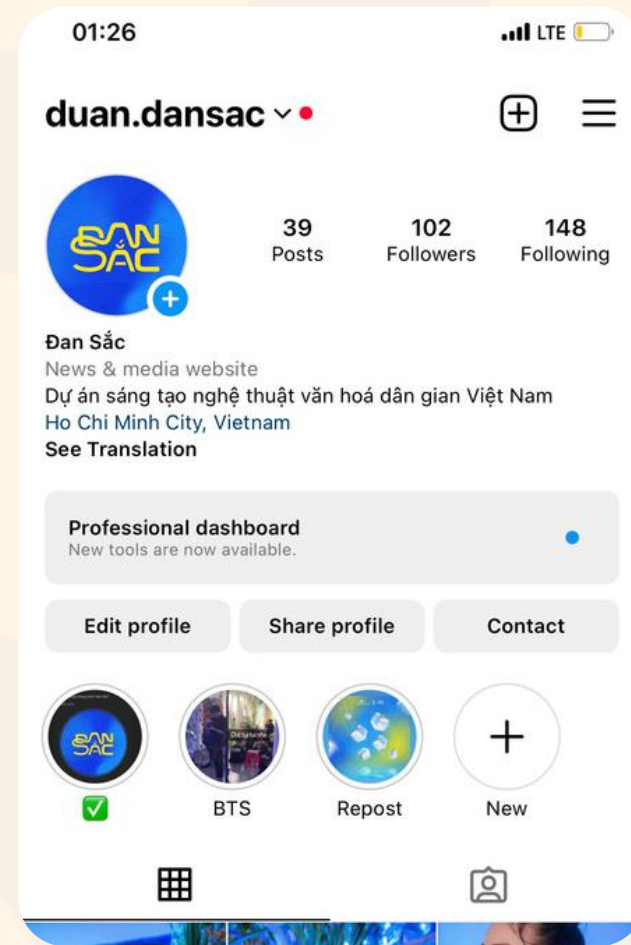 01:26 LTE
duan.dansac
ĐAN
SẮC
39 102 148
Posts Followers Following
Đan Sắc
News & media website
Dự án sáng tạo nghệ thuật văn hoá dân gian Việt Nam
Ho Chi Minh City, Vietnam
See Translation
Professional dashboard
New tools are now available.
Edit profile Share profile Contact
ĐAN
SẮC
BTS Repost New